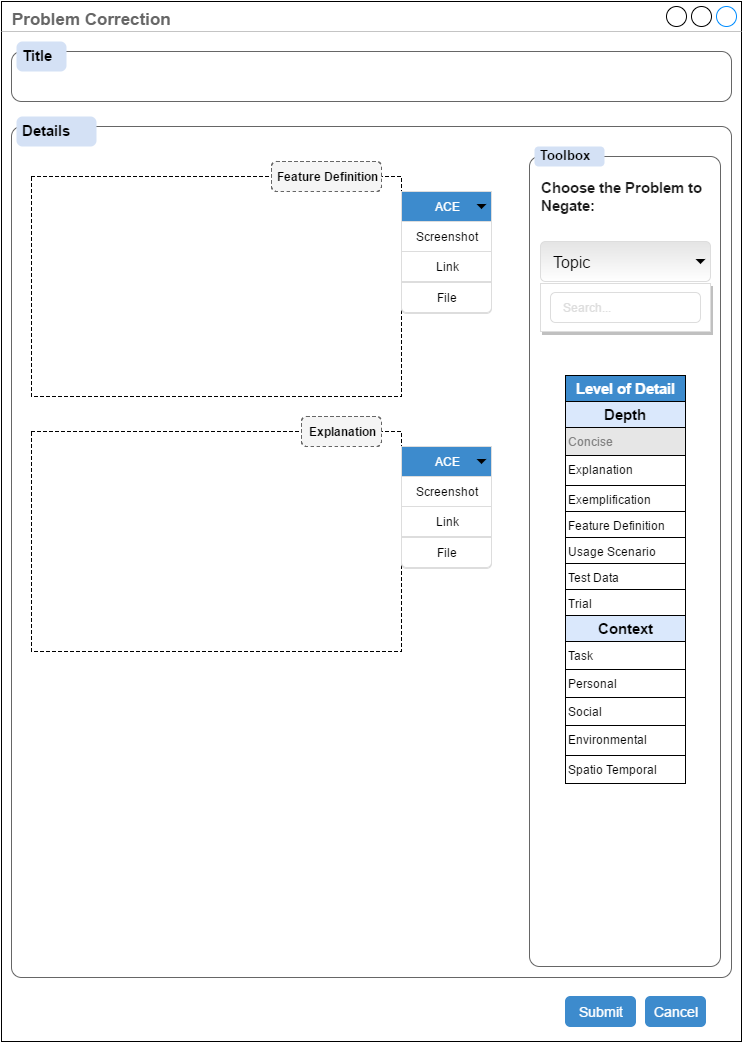 Problem Correction
Title
Details
Feature Definition
ACE
Screenshot
Link
File
Explanation
ACE
Screenshot
Link
File
Toolbox
Choose the Problem to
Negate:
Topic
Search...
Level of Detail
Depth
Concise
Explanation
Exemplification
Feature Definition
Usage Scenario
Test Data
Trial
Context
Task
Personal
Social
Environmental
Spatio Temporal
Submit
Cancel